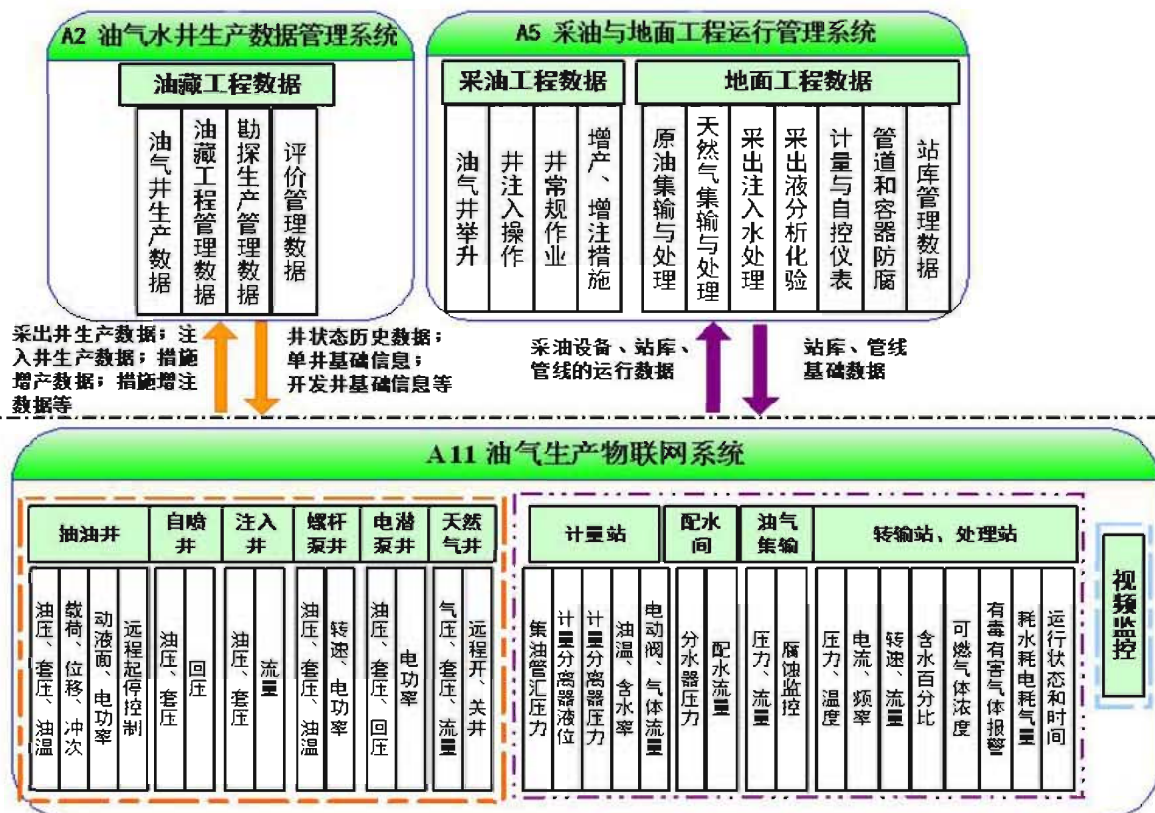 A2 油气水井生产数据管理系统
油藏工程数据
油气井生产数据
油藏工程管理数据
勘探生产管理数据
评价管理数据
A5 采油与地面工程运行管理系统
采油工程数据
油气井举升
井注入操作
井常规作业
增产、增注措施
地面工程数据
原油集输与处理
天然气集输与处理
采出注入水处理
采出液分析化验
计量与自控仪表
管道和容器防腐
站库管理数据
采出井生产数据；注
入井生产数据；措施
增产数据；措施增注
数据等
井状态历史数据；
单井基础信息；
开发井基础信息等
采油设备、站库、
管线的运行数据
站库、管线
基础数据
A11 油气生产物联网系统
抽油井
油压、套压、油温
载荷、位移、冲次
动液面、电功率
远程起停控制
自喷
井
油压、套压
回压
注入
井
油压、套压
流量
螺杆
泵井
油压、套压、油温
转速、电功率
电潜
泵井
油压、套压、回压
电功率
天然
气井
气压、套压、流量
远程开、关井
计量站
集油管汇压力
计量分离器液位
计量分离器压力
油温、含水率
电动阀、气体流量
配水
间
分水器压力
配水流量
油气
集输
压力、流量
腐蚀监控
转输站、处理站
压力、温度
电流、频率
转速、流量
含水百分比
可燃气体浓度
有毒有害气体报警
耗水耗电耗气量
运行状态和时间
视频监控